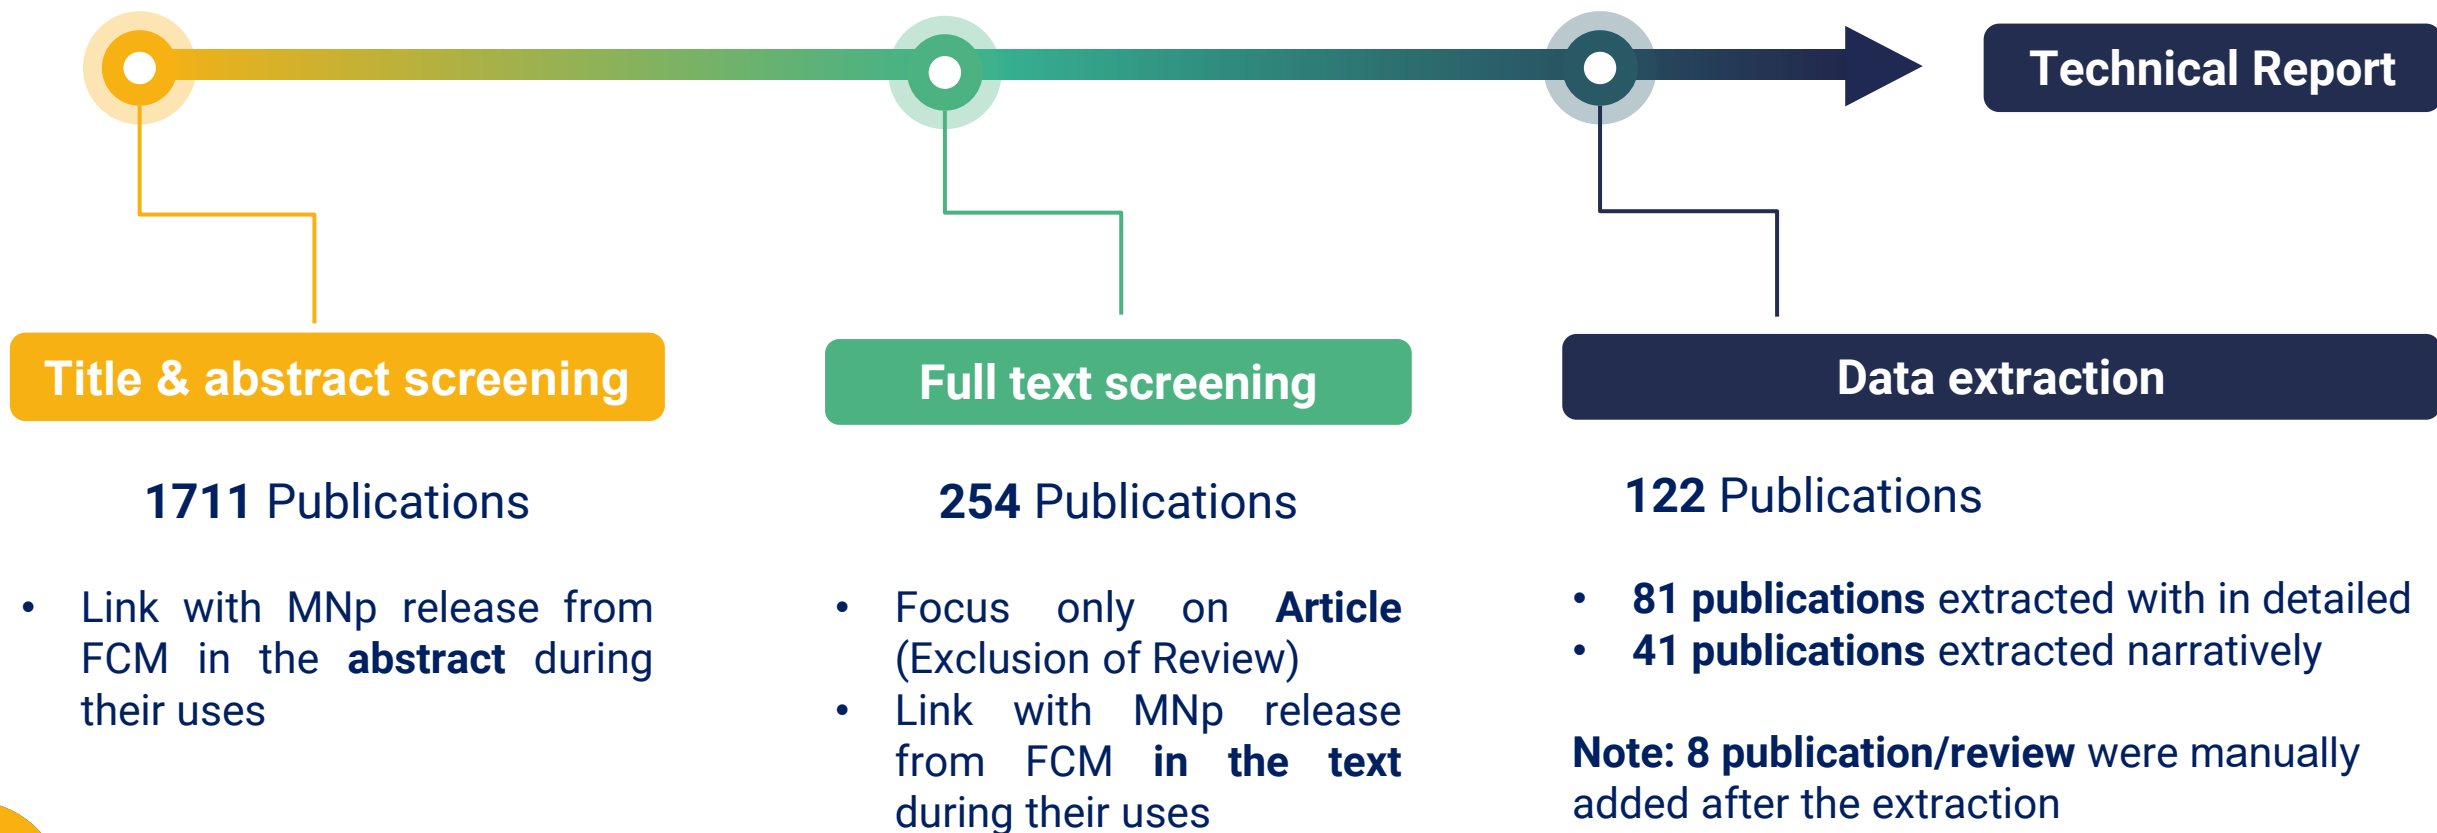 Technical Report
Title & abstract screening
1711 Publications
• Link with MNp release from
FCM in the abstract during
their uses
Full text screening
254 Publications
• Focus only on Article
(Exclusion of Review)
• Link with MNp release
from FCM in the text
during their uses
Data extraction
122 Publications
• 81 publications extracted with in detailed
• 41 publications extracted narratively
Note: 8 publication/review were manually
added after the extraction